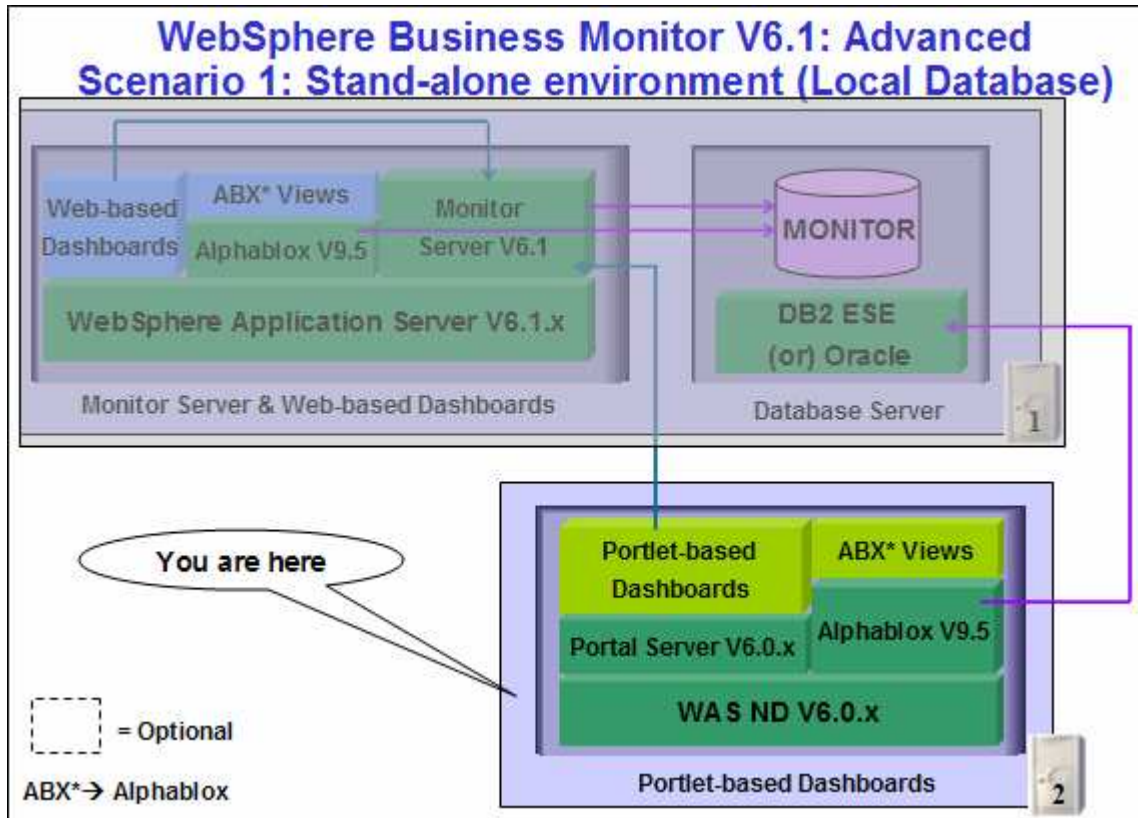 WebSphere Business Monitor V6.1: Advanced
Scenario 1: Stand-alone environment (Local Database)
Web-based
Dashboards
ABX* Views
Alphablox V9.5
Monitor
Server V6.1
WebSphere Application Server V6.1.x
Monitor Server & Web-based Dashboards
MONITOR
DB2 ESE
(or) Oracle
Database Server
1
You are here
Portlet-based
Dashboards
ABX* Views
Portal Server V6.0.x
Alphablox V9.5
WAS ND V6.0.x
Portlet-based Dashboards
2
= Optional
ABX*→ Alphablox